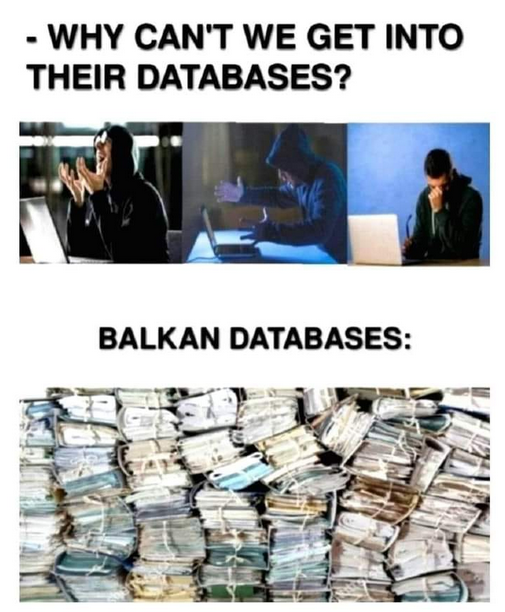 - WHY CAN'T WE GET INTO
THEIR DATABASES?
BALKAN DATABASES: